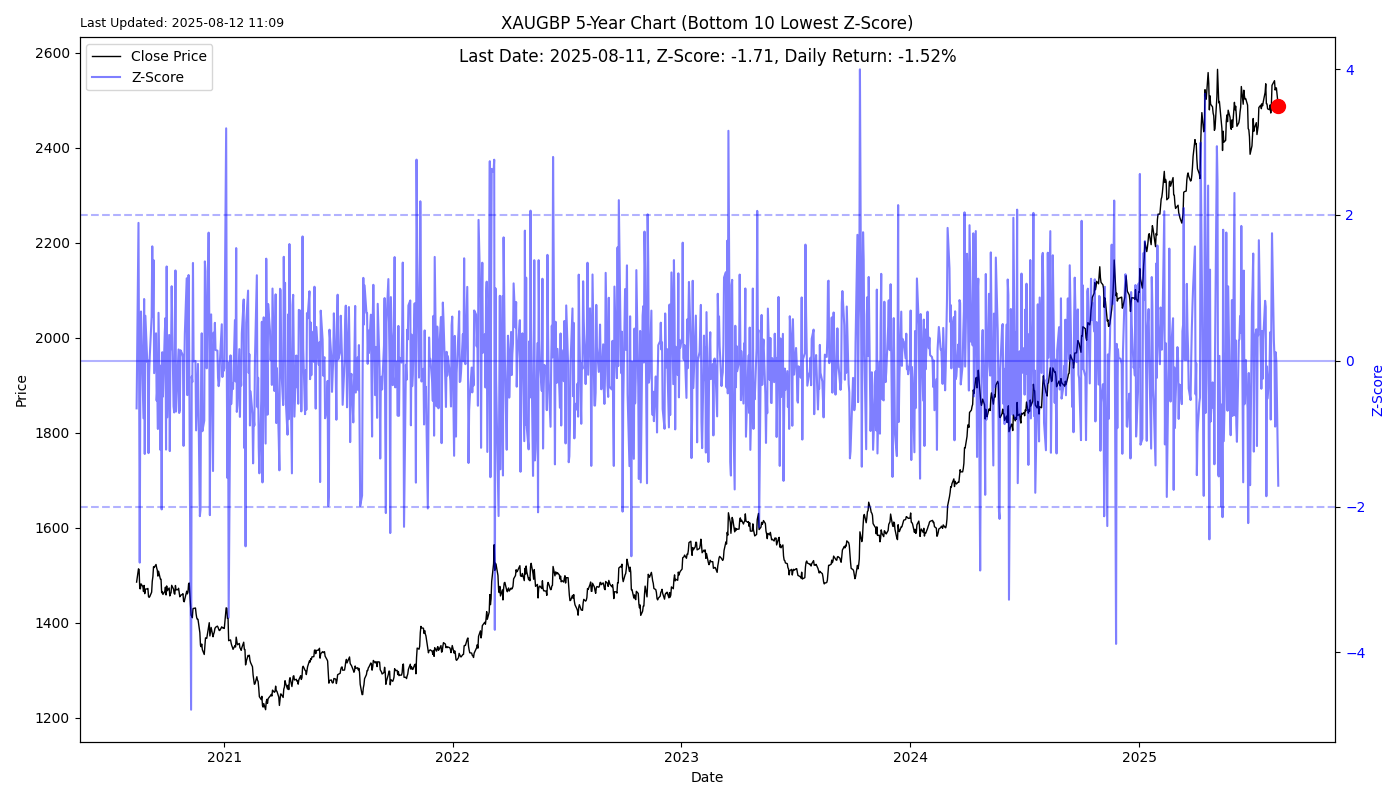 Last Updated: 2025-08-12 11:09
XAUGBP 5-Year Chart (Bottom 10 Lowest Z-Score)
Last Date: 2025-08-11, Z-Score: -1.71, Daily Return: -1.52%
Close Price
Z-Score
2600
2400
2200
2000
1800
1600
1400
1200
Price
4
2
0
−2
−4
Z-Score
2021
2022
2023
2024
2025
Date